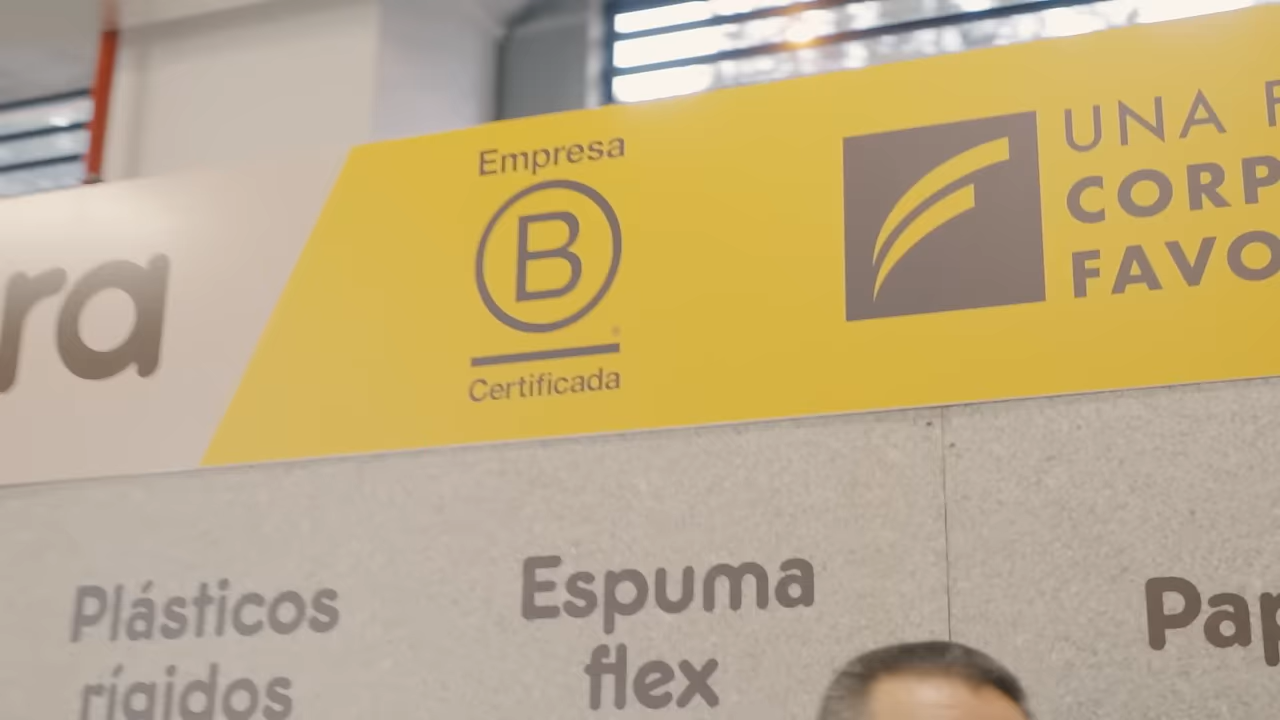 ra
Empresa
B
Certificada
UNA F
CORP
FAVO
Plásticos
rígidos
Espuma
flex
Pap